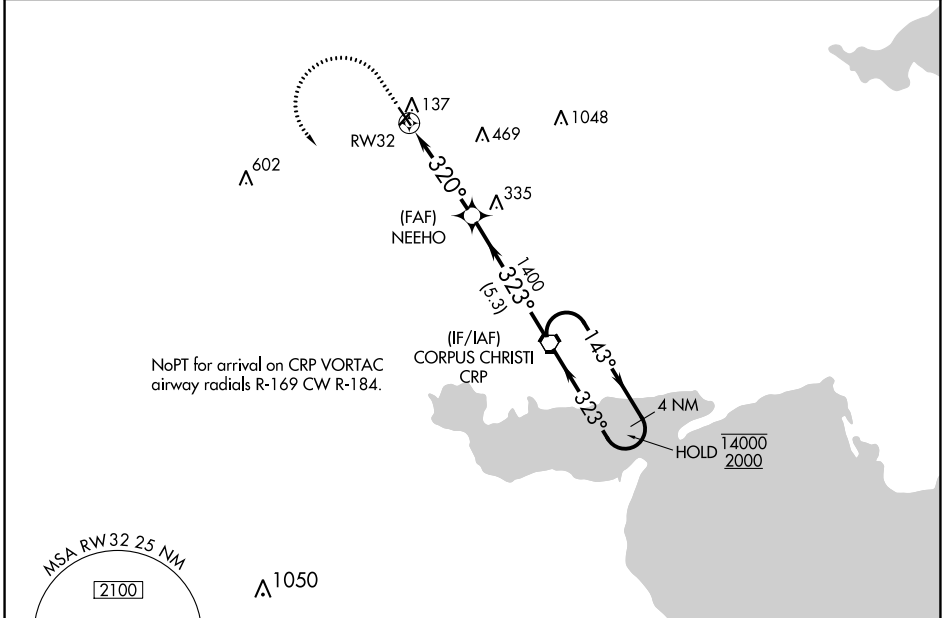 137
1048
469
RW32
602
320°
335
(FAF)
NEEHO
1400
323°
(5.3)
(IF/IAF)
CORPUS CHRISTI
CRP
143°
NoPT for arrival on CRP VORTAC
airway radials R-169 CW R-184.
323°
4 NM
HOLD
14000
2000
MSA RW32 25 NM
2100
1050